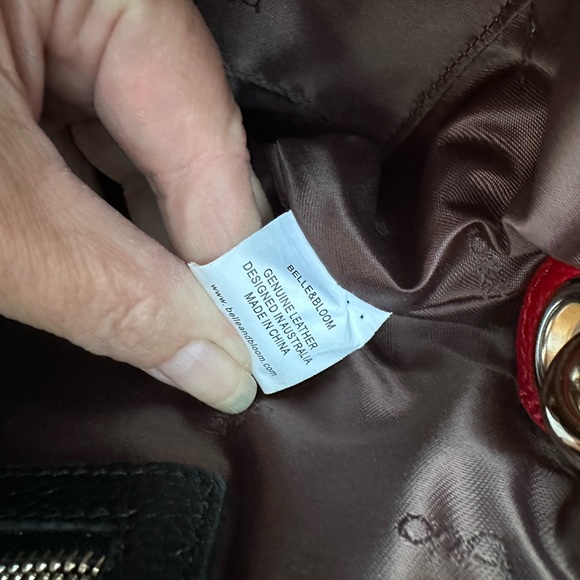 BELLE&BLOOM
GENUINE LEATHER
DESIGNED IN AUSTRALIA
MADE IN CHINA
www.belleandbloom.com